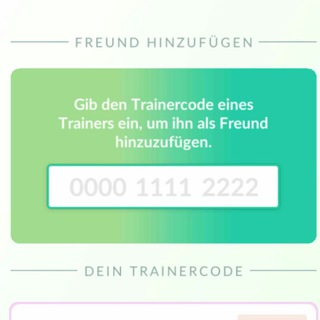 FREUND HINZUFÜGEN
Gib den Trainercode eines
Trainers ein, um ihn als Freund
hinzuzufügen.
0000 1111 2222
DEIN TRAINERCODE